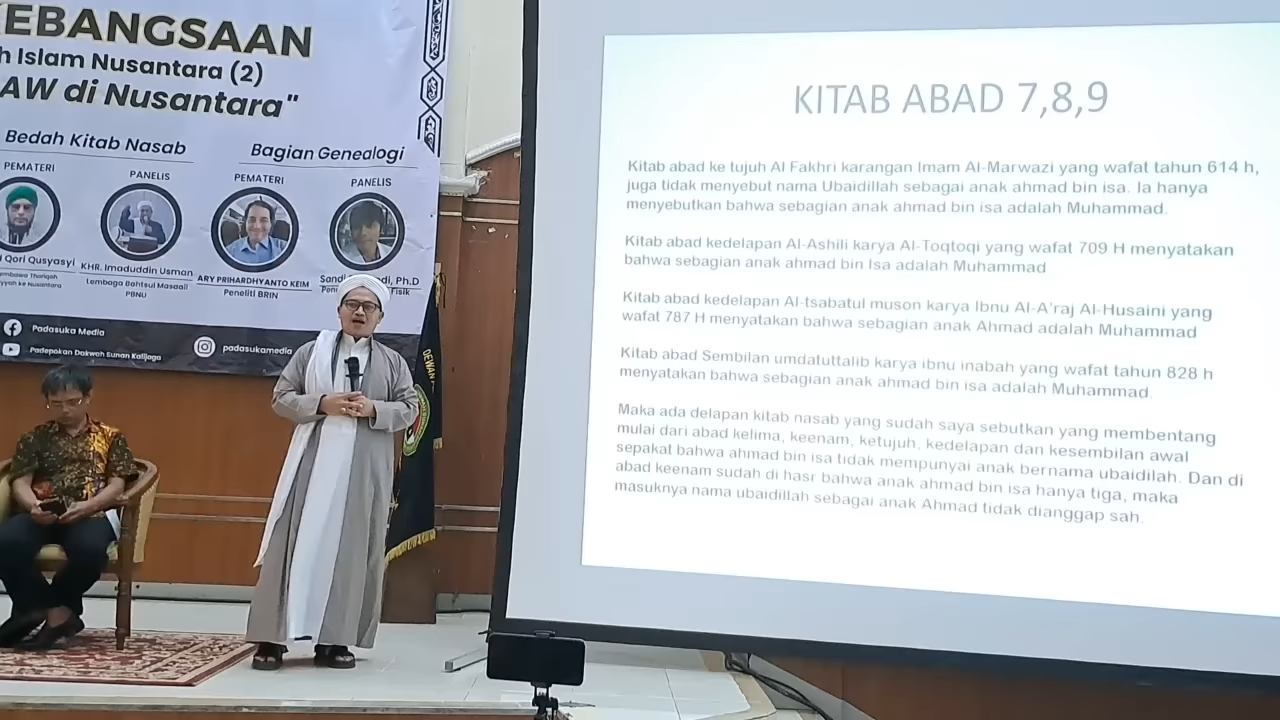 EBANGSAAN
h Islam Nusantara (2)
AW di Nusantara"
Bedah Kitab Nasab
Bagian Genealogi
PEMATERI
PANELIS
PEMATERI
PANELIS
Qori Qusyasyi
KHR. Imaduddin Usman
Lembaga Bahtsul Masaail
PBNU
ARY PRIHARDHYANTO KEIM
Peneliti BRIN
Ph.D
Padasuka Media
padasukamedia
Padepokan Dakwah Sunan Kalijaga
DEWAN
KITAB ABAD 7,8,9
Kitab abad ke tujuh Al Fakhri karangan Imam Al-Marwazi yang wafat tahun 614 h,
juga tidak menyebut nama Ubaidillah sebagai anak ahmad bin isa. Ia hanya
menyebutkan bahwa sebagian anak ahmad bin isa adalah Muhammad.
Kitab abad kedelapan Al-Ashili karya Al-Toqtoqi yang wafat 709 H menyatakan
bahwa sebagian anak ahmad bin Isa adalah Muhammad
Kitab abad kedelapan Al-tsabatul muson karya Ibnu Al-A'raj Al-Husaini yang
wafat 787 H menyatakan bahwa sebagian anak Ahmad adalah Muhammad
Kitab abad Sembilan umdatuttalib karya ibnu inabah yang wafat tahun 828 h
menyatakan bahwa sebagian anak ahmad bin isa adalah Muhammad.
Maka ada delapan kitab nasab yang sudah saya sebutkan yang membentang
mulai dari abad kelima, keenam, ketujuh, kedelapan dan kesembilan awal
sepakat bahwa ahmad bin isa tidak mempunyai anak bernama ubaidilah. Dan di
abad keenam sudah di hasr bahwa anak ahmad bin isa hanya tiga, maka
masuknya nama ubaidillah sebagai anak Ahmad tidak dianggap sah.